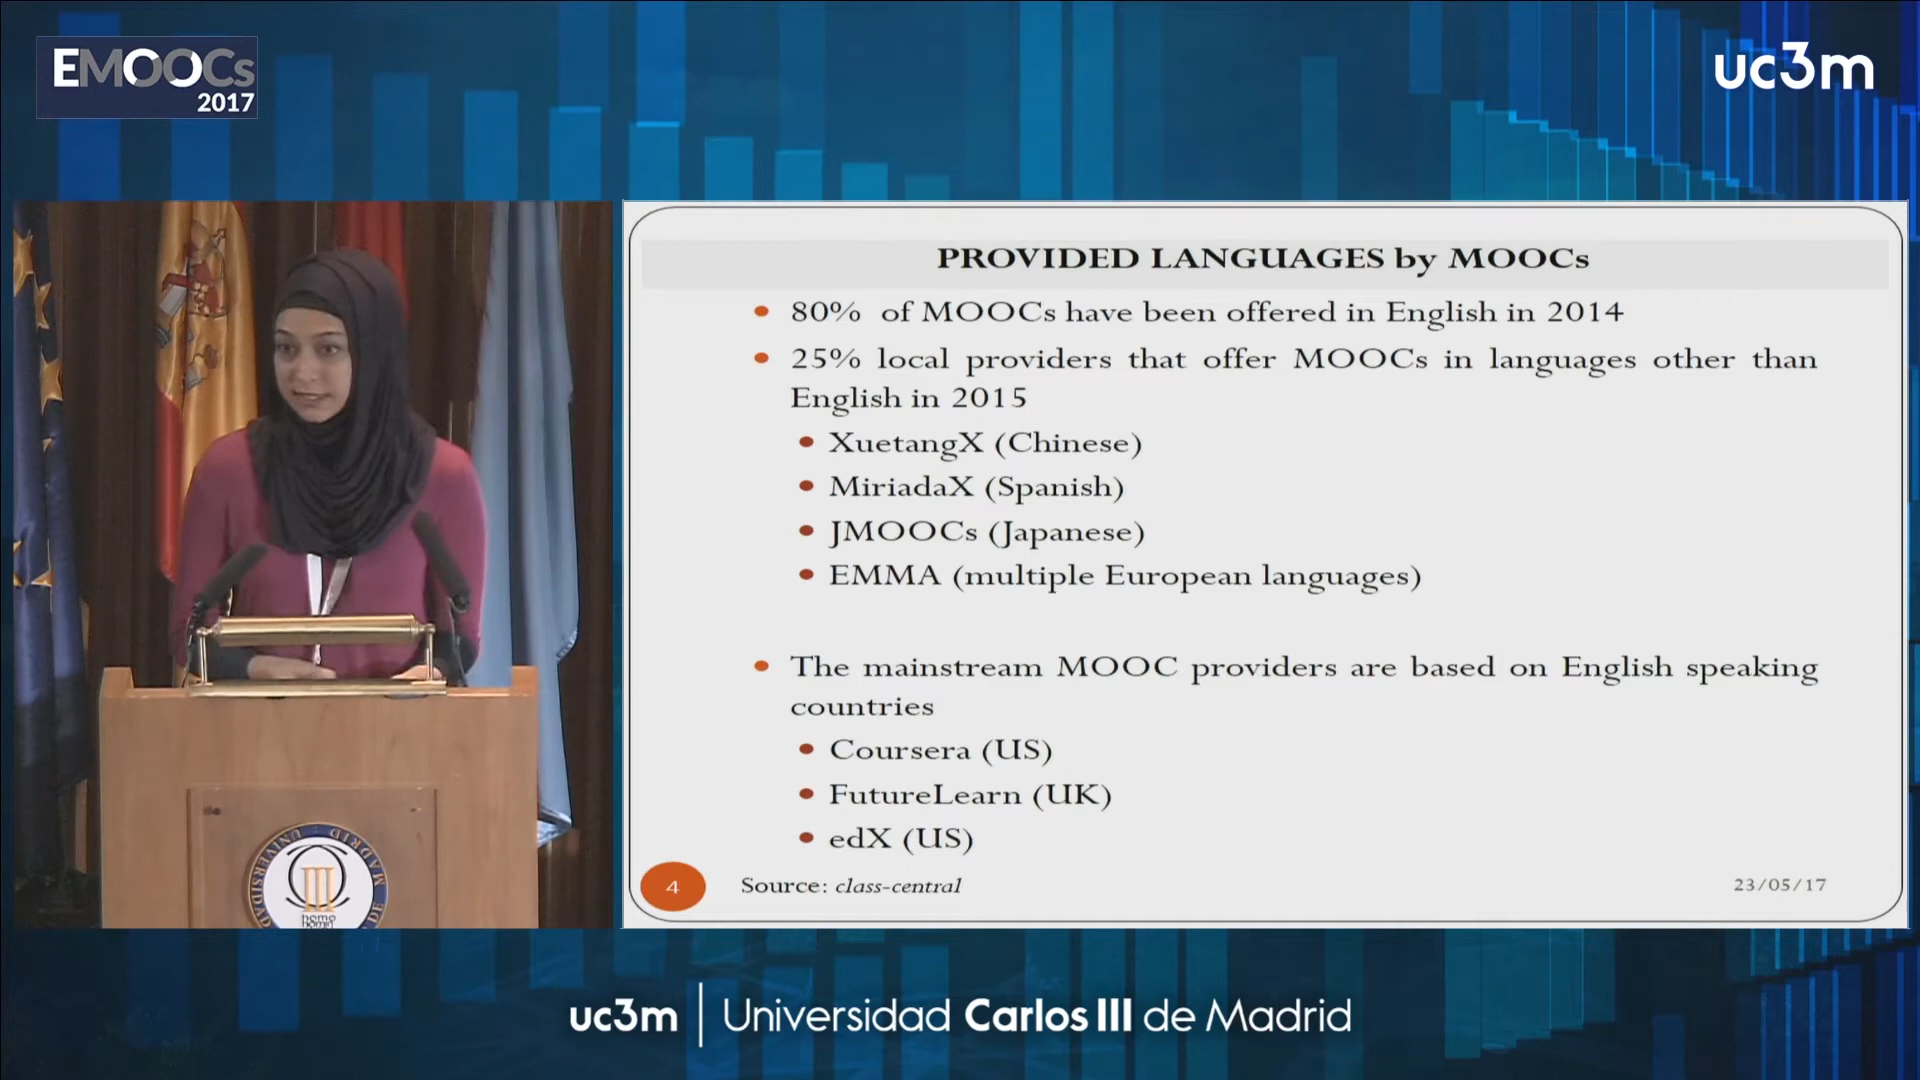 EMOOCs
2017
uc3m
PROVIDED LANGUAGES by MOOCs
• 80% of MOOCs have been offered in English in 2014
• 25% local providers that offer MOOCs in languages other than
English in 2015
• XuetangX (Chinese)
• MiriadaX (Spanish)
• JMOOCs (Japanese)
• EMMA (multiple European languages)
• The mainstream MOOC providers are based on English speaking
countries
• Coursera (US)
• FutureLearn (UK)
• edX (US)
4
Source: class-central
23/05/17
III
homo
homini
uc3m | Universidad Carlos III de Madrid